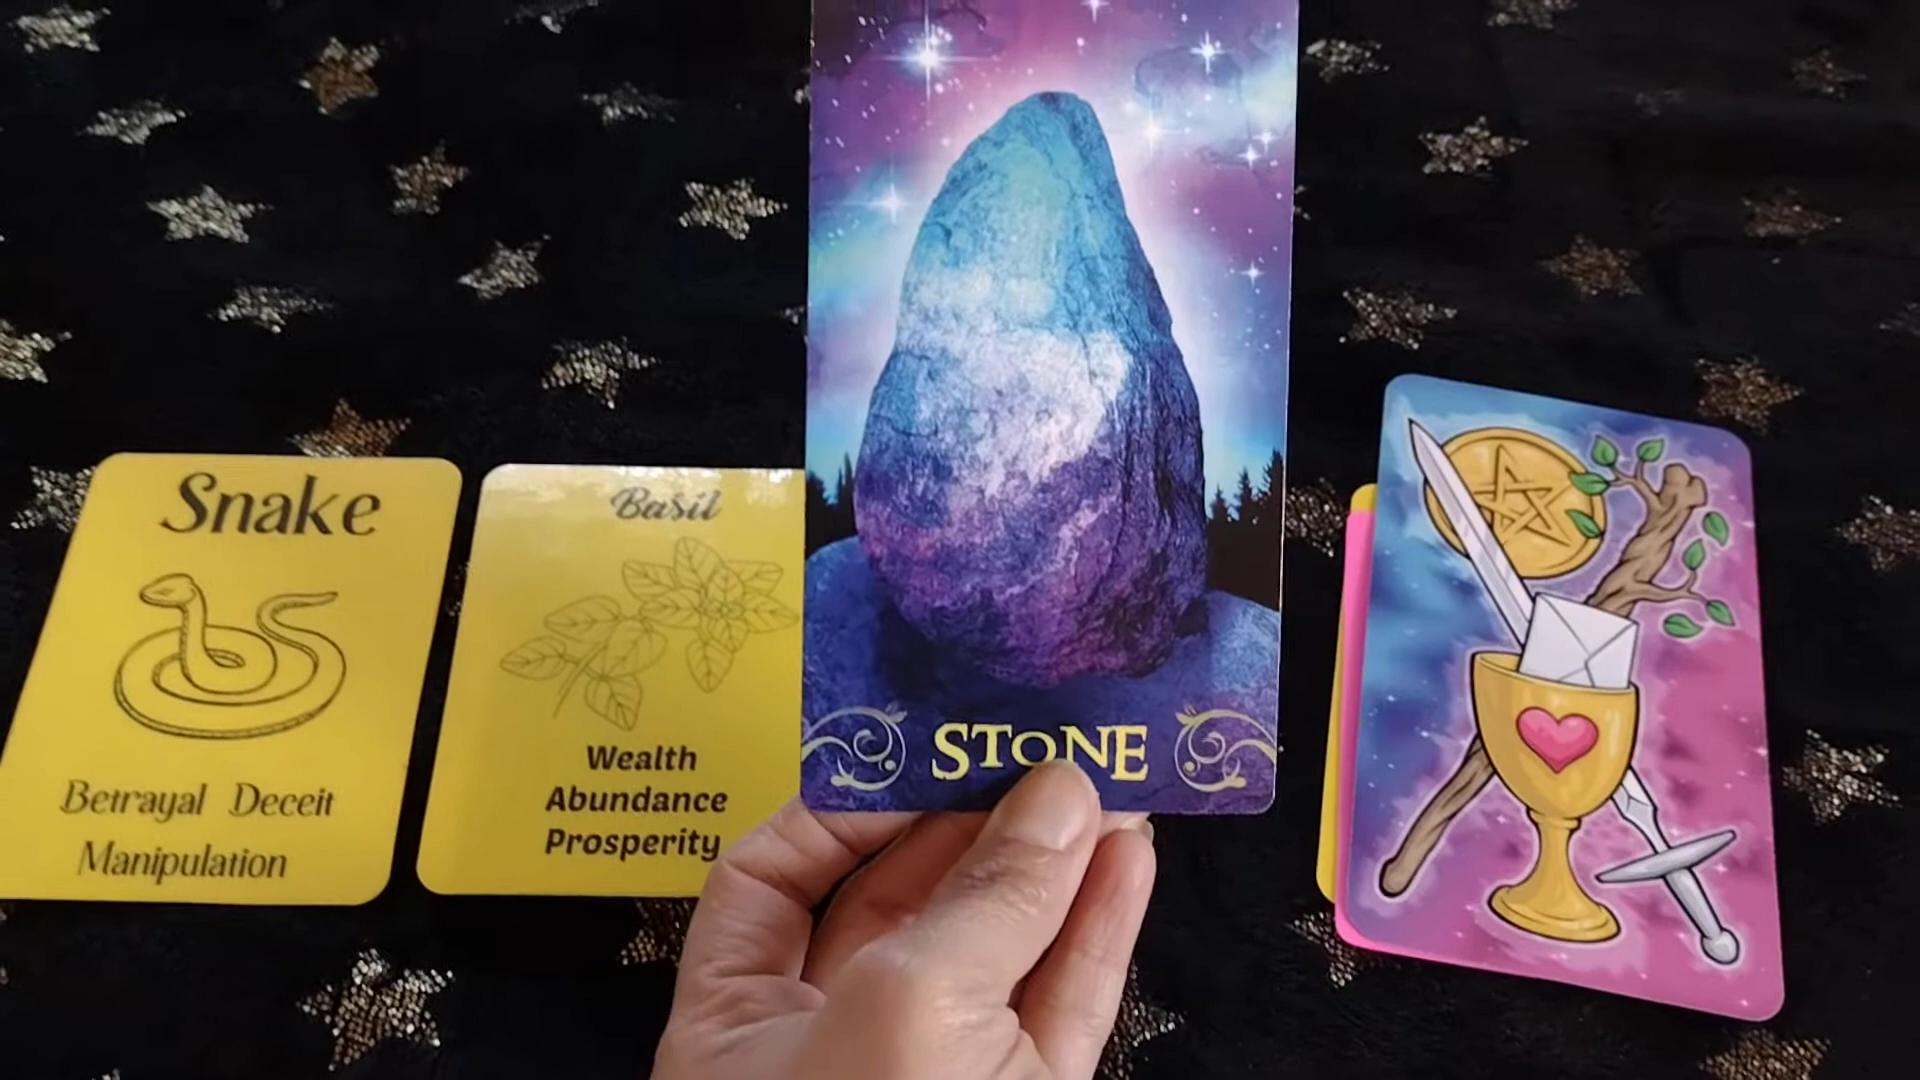 Snake
Betrayal Deceit
Manipulation
Basil
Wealth
Abundance
Prosperity
STONE